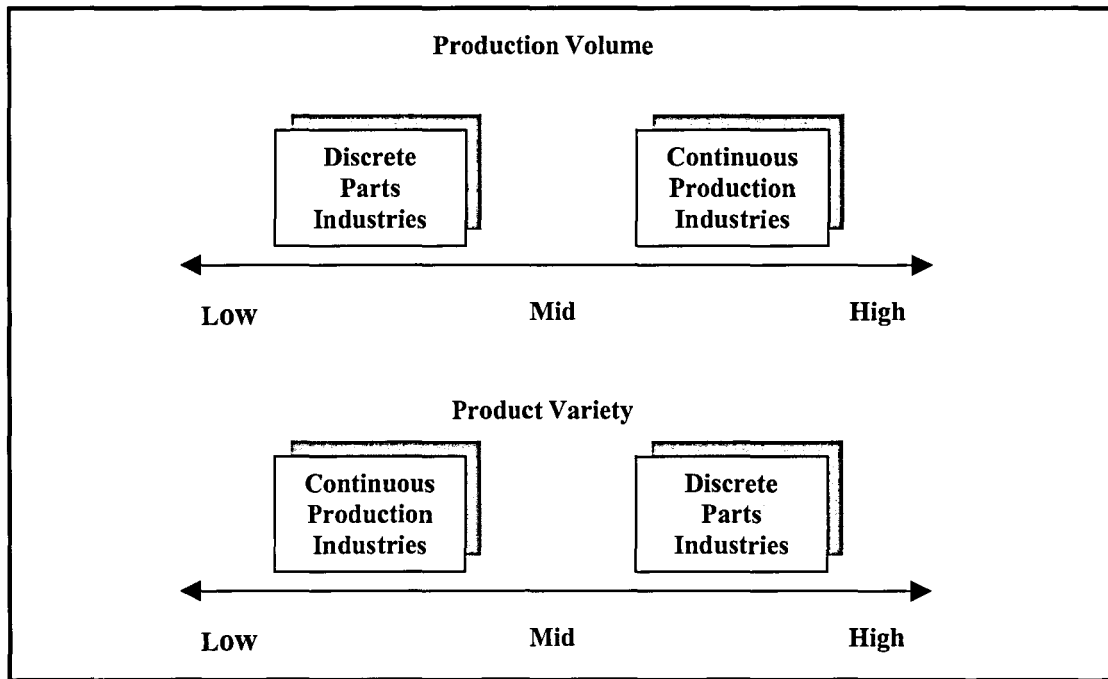 Production Volume
Discrete
Parts
Industries
Continuous
Production
Industries
Low
Mid
High
Product Variety
Continuous
Production
Industries
Discrete
Parts
Industries
Low
Mid
High